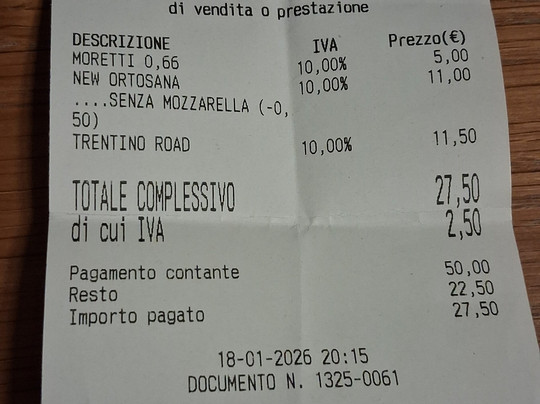 di vendita o prestazione
DESCRIZIONE IVA Prezzo(€)
MORETTI 0,66 10,00% 5,00
NEW ORTOSANA 10,00% 11,00
....SENZA MOZZARELLA (-0,
50)
TRENTINO ROAD 10,00% 11,50
TOTALE COMPLESSIVO 27,50
di cui IVA 2,50
Pagamento contante 50,00
Resto 22,50
Importo pagato 27,50
18-01-2026 20:15
DOCUMENTO N. 1325-0061